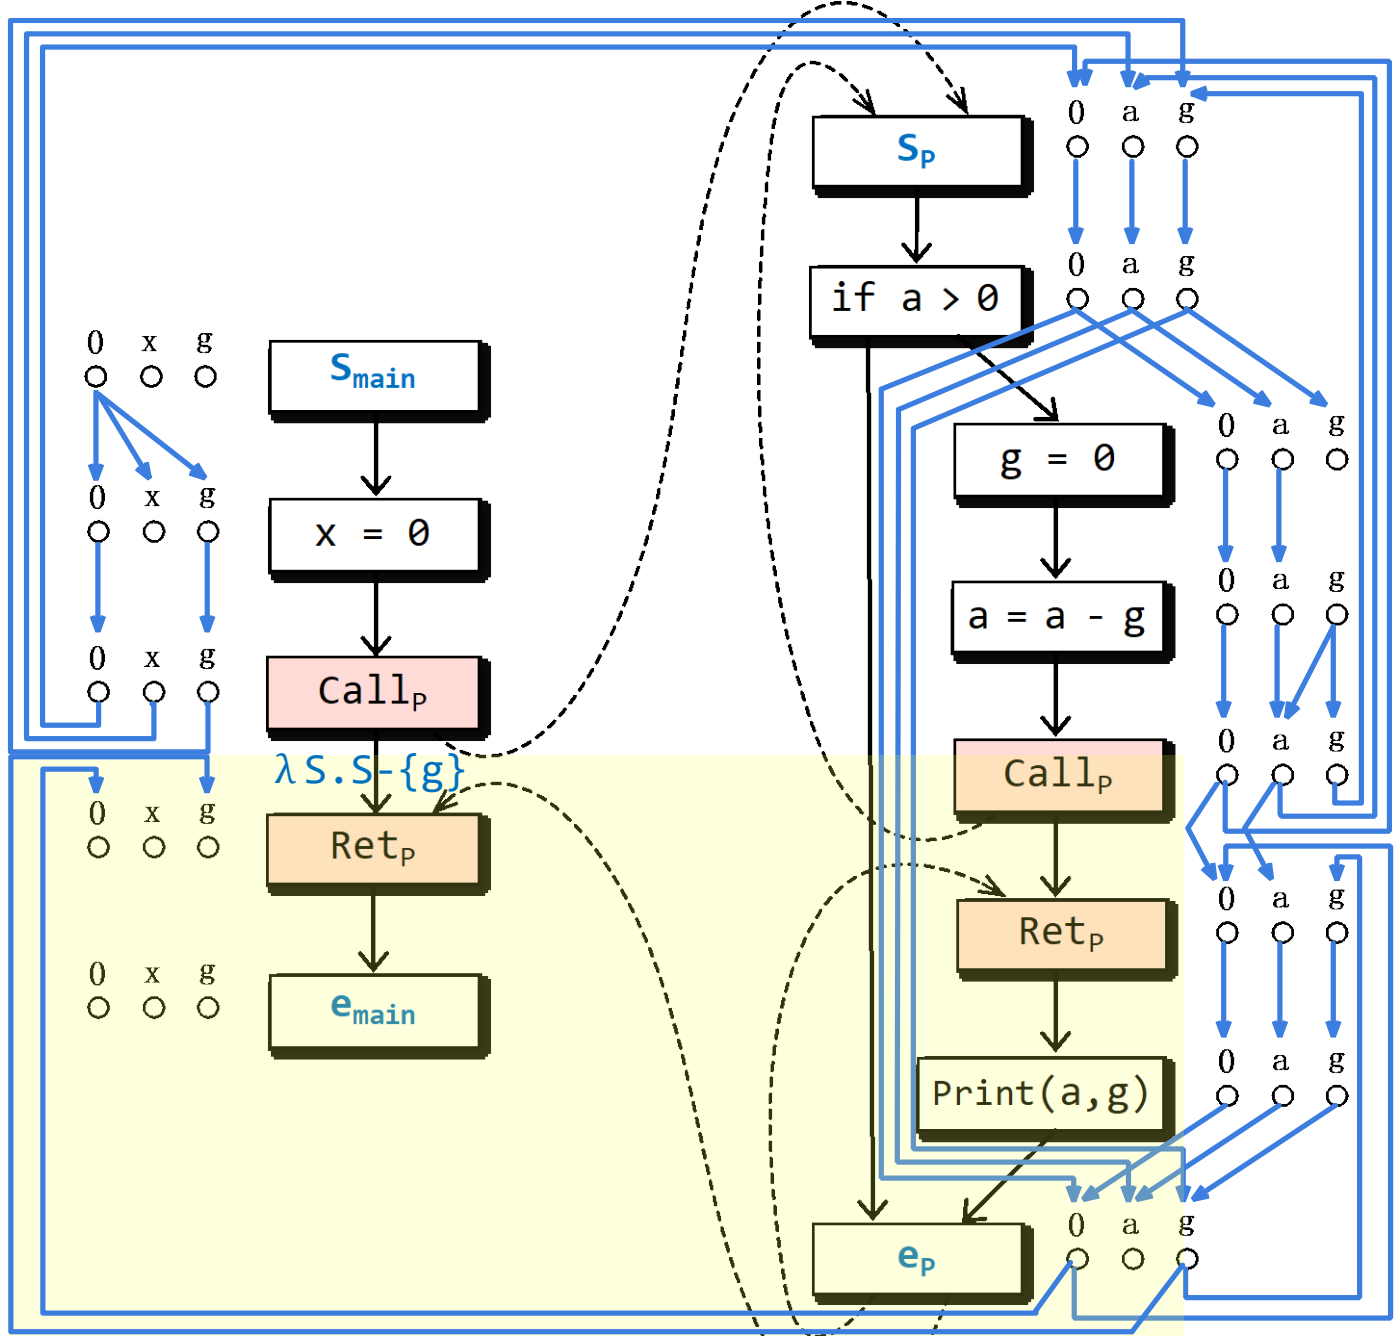 0 a g
S_P
0 a g
if a > 0
0 x g
S_main
0 a g
g = 0
0 x g
x = 0
0 a g
a = a - g
0 x g
Call_P
0 a g
Call_P
λS.S-{g}
0 x g
Ret_P
0 a g
Ret_P
0 x g
e_main
0 a g
Print(a,g)
0 a g
e_P